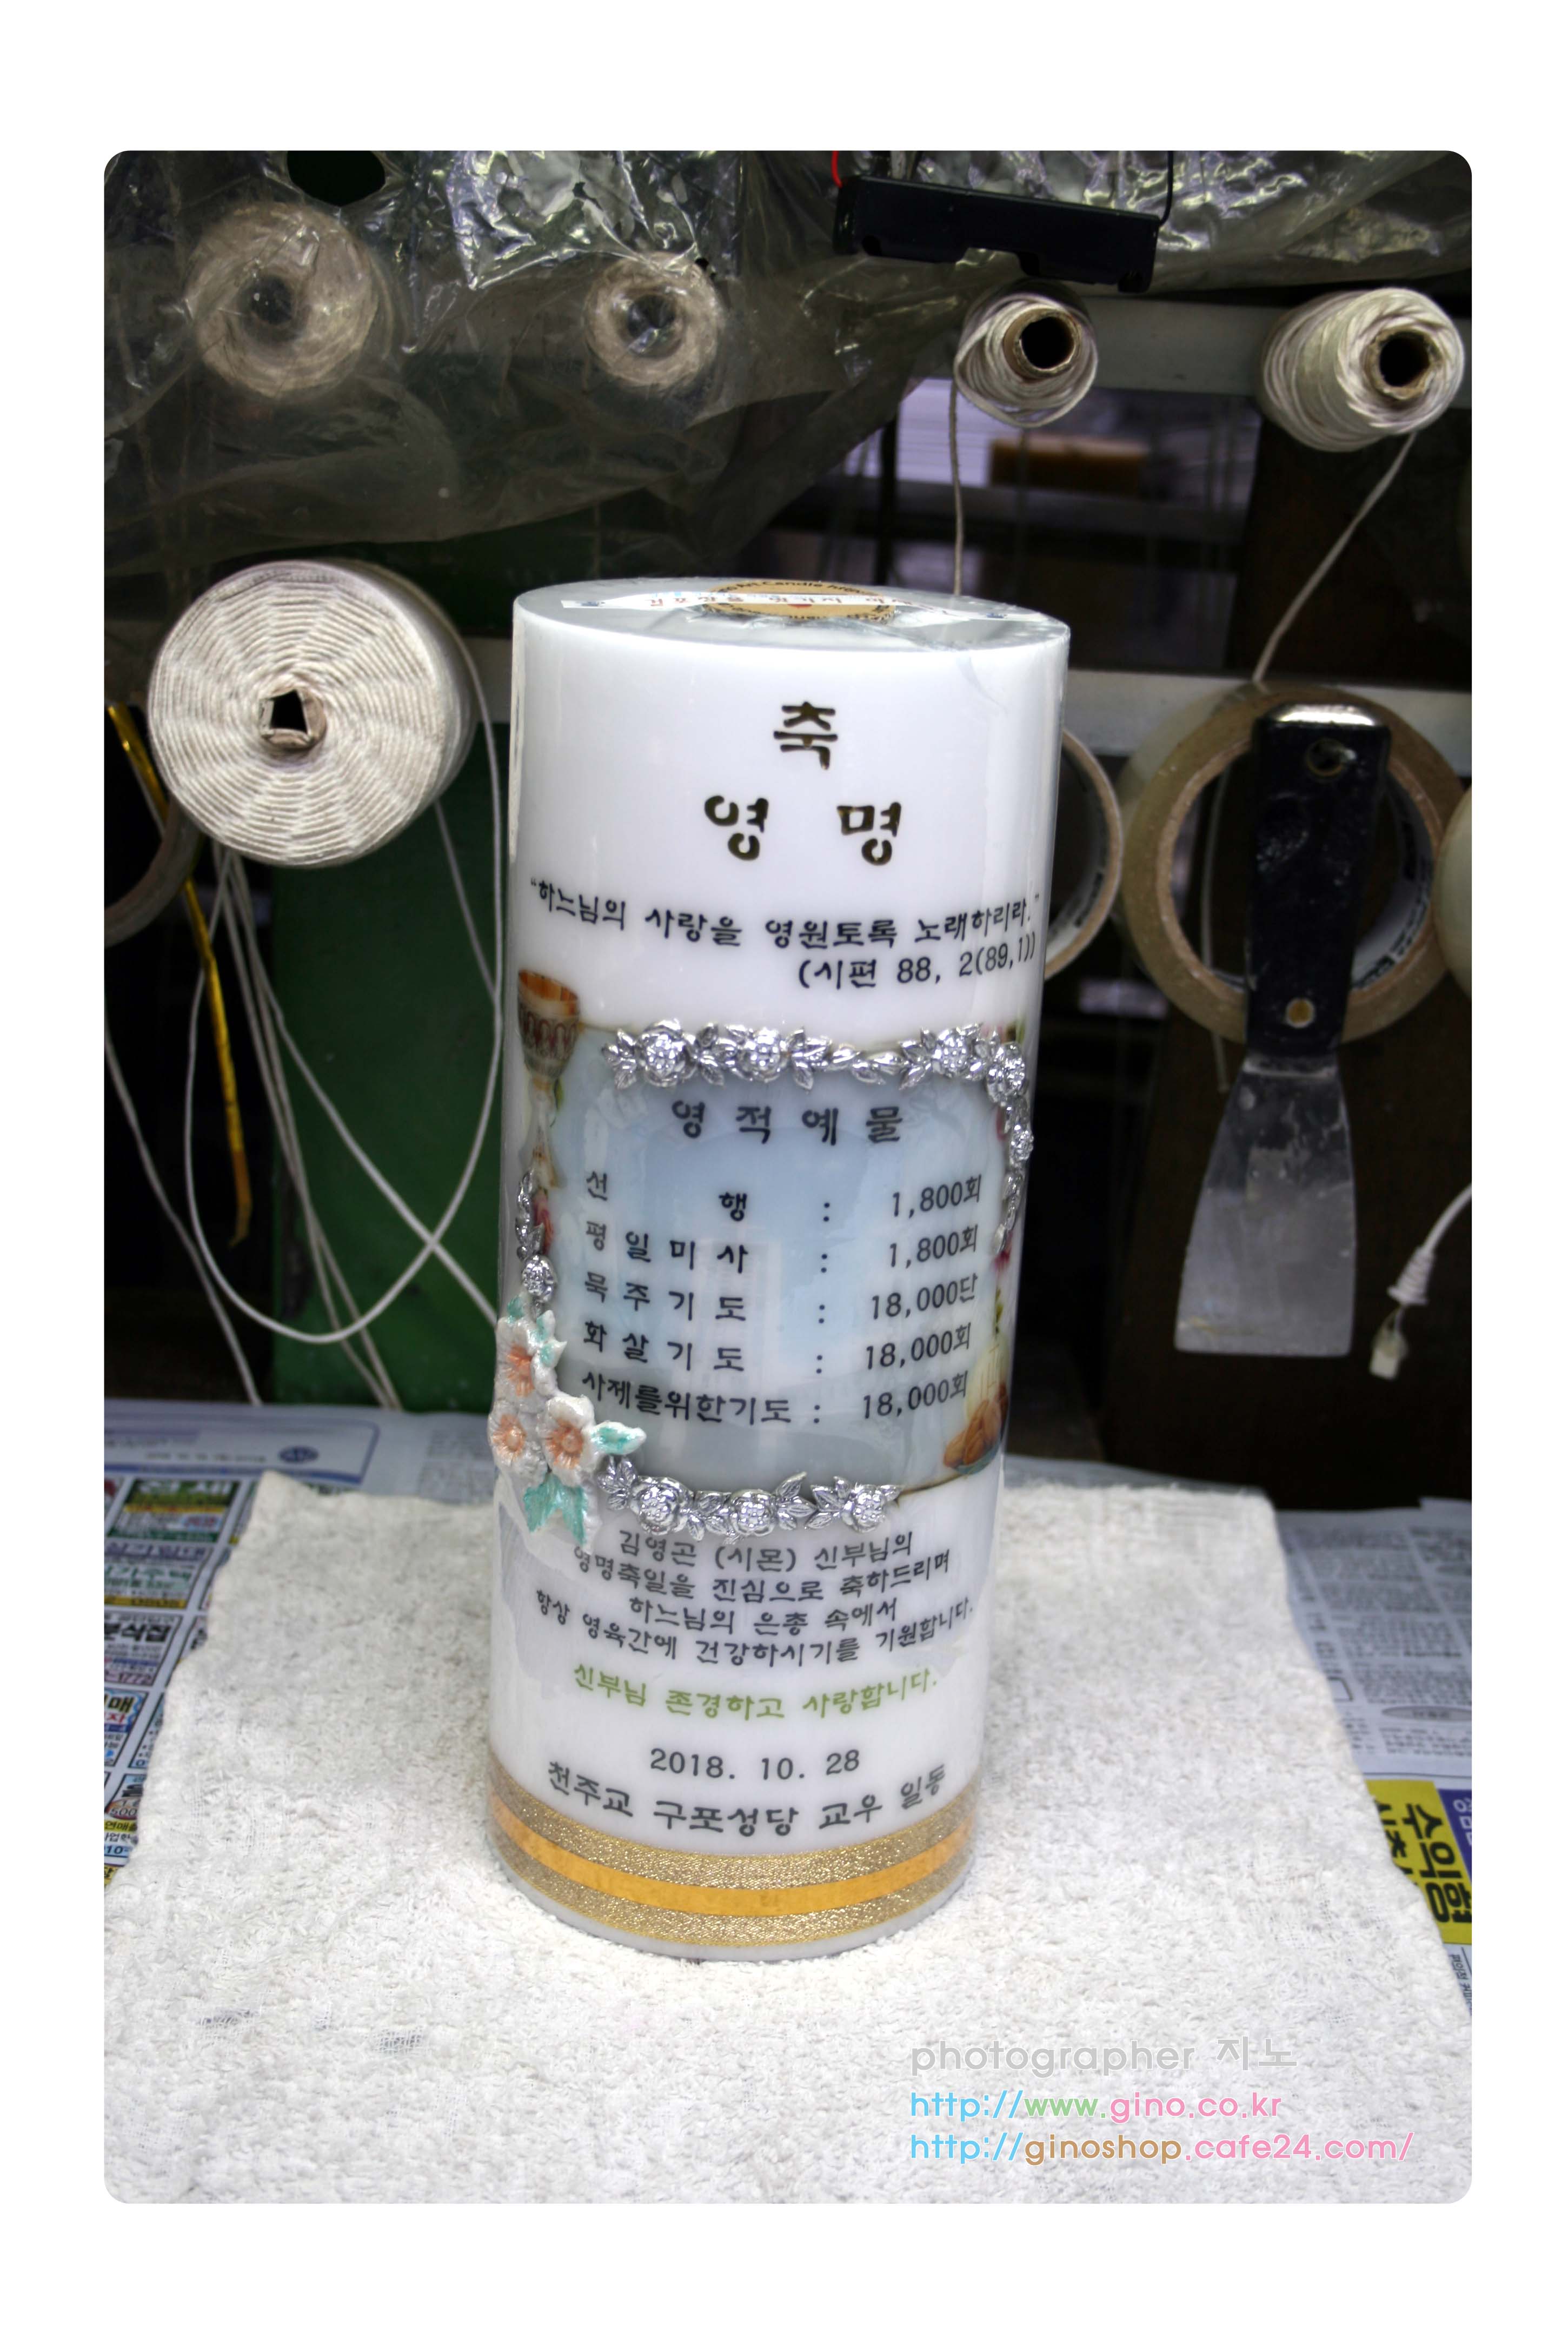 축
영 명
"하느님의 사랑을 영원토록 노래하리라."
(시편 88, 2(89,1))
영 적 예 물
선 행 : 1,800회
평 일 미 사 : 1,800회
묵 주 기 도 : 18,000단
화 살 기 도 : 18,000회
사제를위한기도 : 18,000회
김영곤 (시몬) 신부님의
영명축일을 진심으로 축하드리며
하느님의 은총 속에서
항상 영육간에 건강하시기를 기원합니다.
신부님 존경하고 사랑합니다.
2018. 10. 28
천주교 구포성당 교우 일동
수익형
photographer 지노
http://www.gino.co.kr
http://ginoshop.cafe24.com/